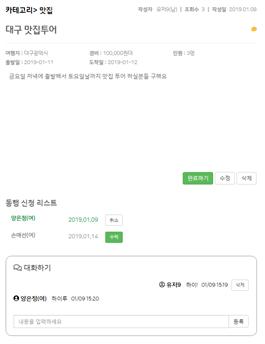 카테고리> 맛집
작성자 유저9(남) | 조회수 3 | 작성일 2019.01.09
대구 맛집투어
여행지 | 대구광역시 경비 | 100,000원대 인원 | 3명
출발일 | 2019-01-11 도착일 | 2019-01-12
금요일 저녁에 출발해서 토요일날까지 맛집 투어 하실분들 구해요
완료하기 수정 삭제
동행 신청 리스트
양은정(여) 2019.01.09 취소
손예선(여) 2019.01.14 수락
대화하기
유저9 하이! 01/09 15:19 삭제
양은정(여) 하이루 01/09 15:20
내용을 입력하세요 등록